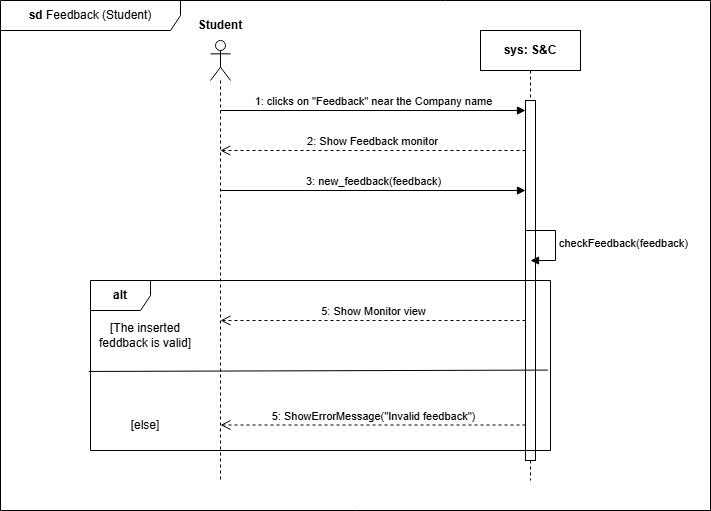 sd Feedback (Student)
Student
sys: S&C
1: clicks on "Feedback" near the Company name
2: Show Feedback monitor
3: new_feedback(feedback)
checkFeedback(feedback)
alt
5: Show Monitor view
[The inserted
feddback is valid]
5: ShowErrorMessage("Invalid feedback")
[else]